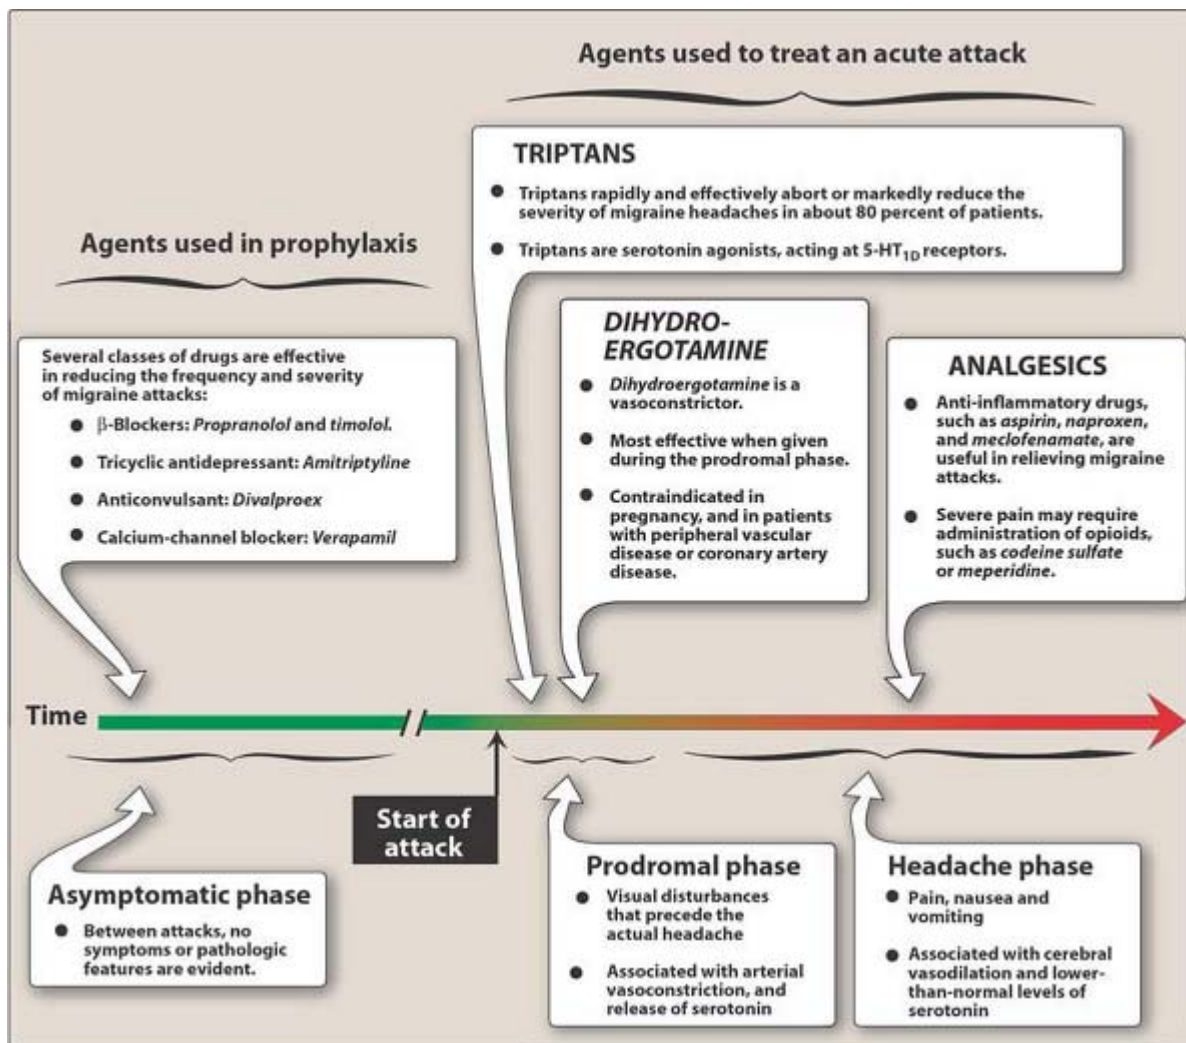 Agents used to treat an acute attack
TRIPTANS
● Triptans rapidly and effectively abort or markedly reduce the
severity of migraine headaches in about 80 percent of patients.
● Triptans are serotonin agonists, acting at 5-HT1D receptors.
Agents used in prophylaxis
Several classes of drugs are effective
in reducing the frequency and severity
of migraine attacks:
● β-Blockers: Propranolol and timolol.
● Tricyclic antidepressant: Amitriptyline
● Anticonvulsant: Divalproex
● Calcium-channel blocker: Verapamil
DIHYDRO-
ERGOTAMINE
● Dihydroergotamine is a
vasoconstrictor.
● Most effective when given
during the prodromal phase.
● Contraindicated in
pregnancy, and in patients
with peripheral vascular
disease or coronary artery
disease.
ANALGESICS
● Anti-inflammatory drugs,
such as aspirin, naproxen,
and meclofenamate, are
useful in relieving migraine
attacks.
● Severe pain may require
administration of opioids,
such as codeine sulfate
or meperidine.
Time
Start of
attack
Asymptomatic phase
● Between attacks, no
symptoms or pathologic
features are evident.
Prodromal phase
● Visual disturbances
that precede the
actual headache
● Associated with arterial
vasoconstriction, and
release of serotonin
Headache phase
● Pain, nausea and
vomiting
● Associated with cerebral
vasodilation and lower-
than-normal levels of
serotonin